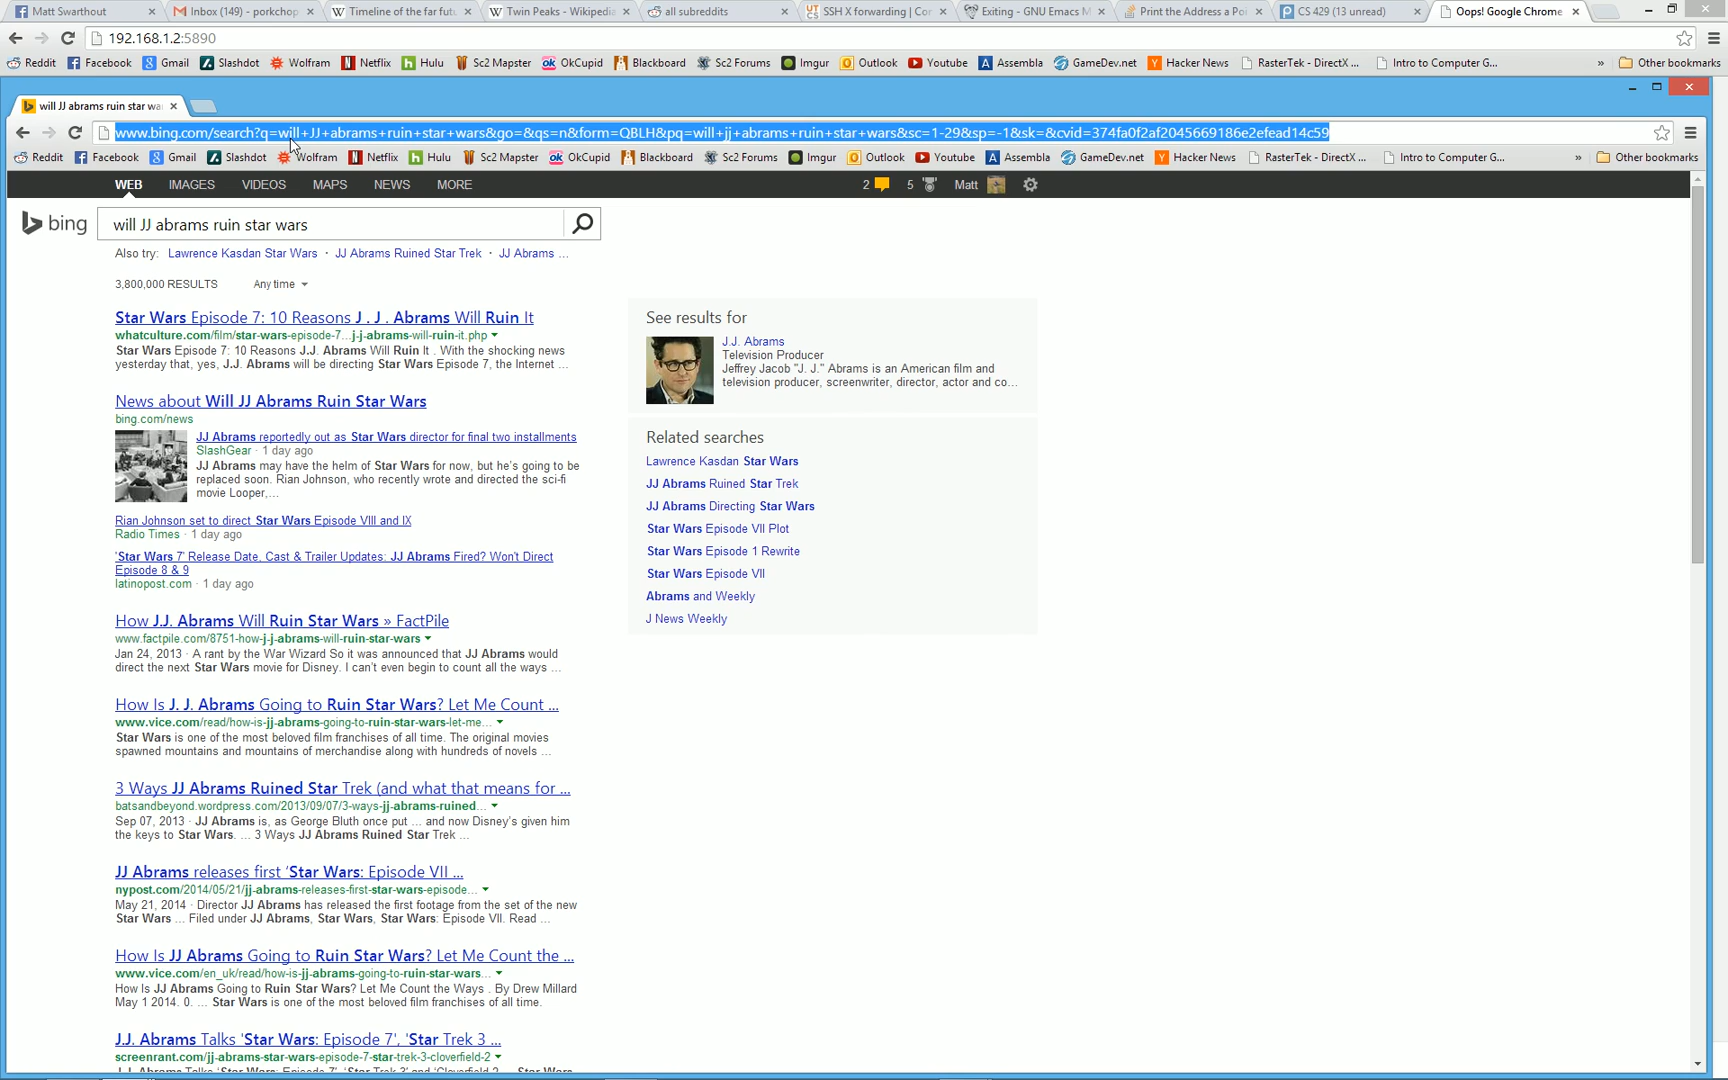 Matt Swarthout
Inbox (149) - porkchop
Timeline of the far futu
Twin Peaks - Wikipedia
all subreddits
SSH X forwarding | Cor
Exiting - GNU Emacs M
Print the Address a Poi
CS 429 (13 unread)
Oops! Google Chrome
192.168.1.2:5890
Reddit Facebook Gmail Slashdot Wolfram Netflix Hulu Sc2 Mapster OkCupid Blackboard Sc2 Forums Imgur Outlook Youtube Assembla GameDev.net Hacker News RasterTek - DirectX ... Intro to Computer G... » Other bookmarks
will JJ abrams ruin star wa
www.bing.com/search?q=will+JJ+abrams+ruin+star+wars&go=&qs=n&form=QBLH&pq=will+jj+abrams+ruin+star+wars&sc=1-29&sp=-1&sk=&cvid=374fa0f2af2045669186e2efead14c59
Reddit Facebook Gmail Slashdot Wolfram Netflix Hulu Sc2 Mapster OkCupid Blackboard Sc2 Forums Imgur Outlook Youtube Assembla GameDev.net Hacker News RasterTek - DirectX ... Intro to Computer G... » Other bookmarks
WEB IMAGES VIDEOS MAPS NEWS MORE 2 5 Matt
bing will JJ abrams ruin star wars
Also try: Lawrence Kasdan Star Wars · JJ Abrams Ruined Star Trek · JJ Abrams ...
3,800,000 RESULTS Any time
Star Wars Episode 7: 10 Reasons J . J . Abrams Will Ruin It
whatculture.com/film/star-wars-episode-7...j-j-abrams-will-ruin-it.php
Star Wars Episode 7: 10 Reasons J.J. Abrams Will Ruin It . With the shocking news
yesterday that, yes, J.J. Abrams will be directing Star Wars Episode 7, the Internet ...
News about Will JJ Abrams Ruin Star Wars
bing.com/news
JJ Abrams reportedly out as Star Wars director for final two installments
SlashGear · 1 day ago
JJ Abrams may have the helm of Star Wars for now, but he's going to be
replaced soon. Rian Johnson, who recently wrote and directed the sci-fi
movie Looper,...
Rian Johnson set to direct Star Wars Episode VIII and IX
Radio Times · 1 day ago
'Star Wars 7' Release Date, Cast & Trailer Updates: JJ Abrams Fired? Won't Direct
Episode 8 & 9
latinopost.com · 1 day ago
How J.J. Abrams Will Ruin Star Wars » FactPile
www.factpile.com/8751-how-j-j-abrams-will-ruin-star-wars
Jan 24, 2013 · A rant by the War Wizard So it was announced that JJ Abrams would
direct the next Star Wars movie for Disney. I can't even begin to count all the ways ...
How Is J. J. Abrams Going to Ruin Star Wars? Let Me Count ...
www.vice.com/read/how-is-jj-abrams-going-to-ruin-star-wars-let-me...
Star Wars is one of the most beloved film franchises of all time. The original movies
spawned mountains and mountains of merchandise along with hundreds of novels ...
3 Ways JJ Abrams Ruined Star Trek (and what that means for ...
batsandbeyond.wordpress.com/2013/09/07/3-ways-jj-abrams-ruined...
Sep 07, 2013 · JJ Abrams is, as George Bluth once put ... and now Disney's given him
the keys to Star Wars. ... 3 Ways JJ Abrams Ruined Star Trek ...
JJ Abrams releases first 'Star Wars: Episode VII ...
nypost.com/2014/05/21/jj-abrams-releases-first-star-wars-episode...
May 21, 2014 · Director JJ Abrams has released the first footage from the set of the new
Star Wars ... Filed under JJ Abrams, Star Wars, Star Wars: Episode VII. Read ...
How Is JJ Abrams Going to Ruin Star Wars? Let Me Count the ...
www.vice.com/en_uk/read/how-is-jj-abrams-going-to-ruin-star-wars...
How Is JJ Abrams Going to Ruin Star Wars? Let Me Count the Ways . By Drew Millard
May 1 2014. 0. ... Star Wars is one of the most beloved film franchises of all time.
J.J. Abrams Talks 'Star Wars: Episode 7', 'Star Trek 3 ...
screenrant.com/jj-abrams-star-wars-episode-7-star-trek-3-cloverfield-2
J.J. Abrams Talks 'Star Wars: Episode 7', 'Star Trek 3' and 'Cloverfield 2 ... Star Wars
See results for
J.J. Abrams
Television Producer
Jeffrey Jacob "J. J." Abrams is an American film and
television producer, screenwriter, director, actor and co...
Related searches
Lawrence Kasdan Star Wars
JJ Abrams Ruined Star Trek
JJ Abrams Directing Star Wars
Star Wars Episode VII Plot
Star Wars Episode 1 Rewrite
Star Wars Episode VII
Abrams and Weekly
J News Weekly